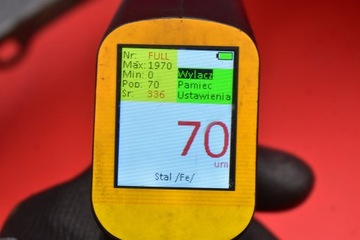 Nr: FULL
Max: 1970
Min: 0
Pop: 70
Sr: 336
Wylacz
Pamiec
Ustawienia
70
um
Stal /Fe/